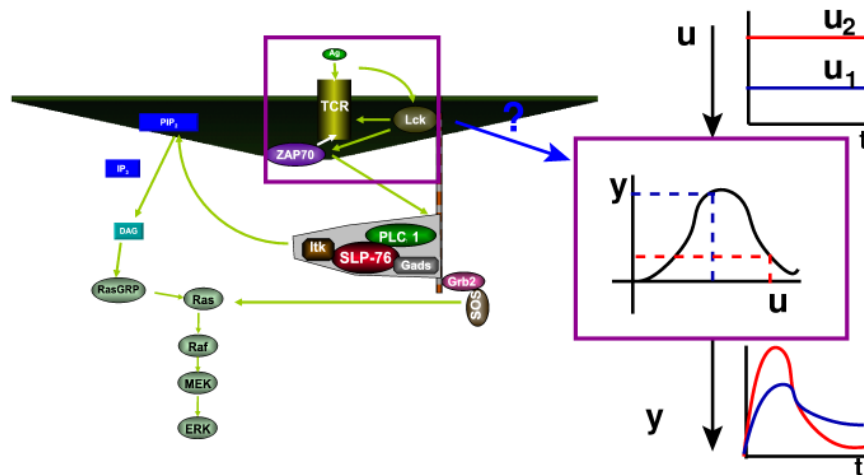 Ag
TCR
Lck
ZAP70
PIP2
IP3
DAG
RasGRP
Ras
Raf
MEK
ERK
Itk
PLC 1
SLP-76
Gads
Grb2
SOS
?
u
u2
u1
t
y
u
y
t